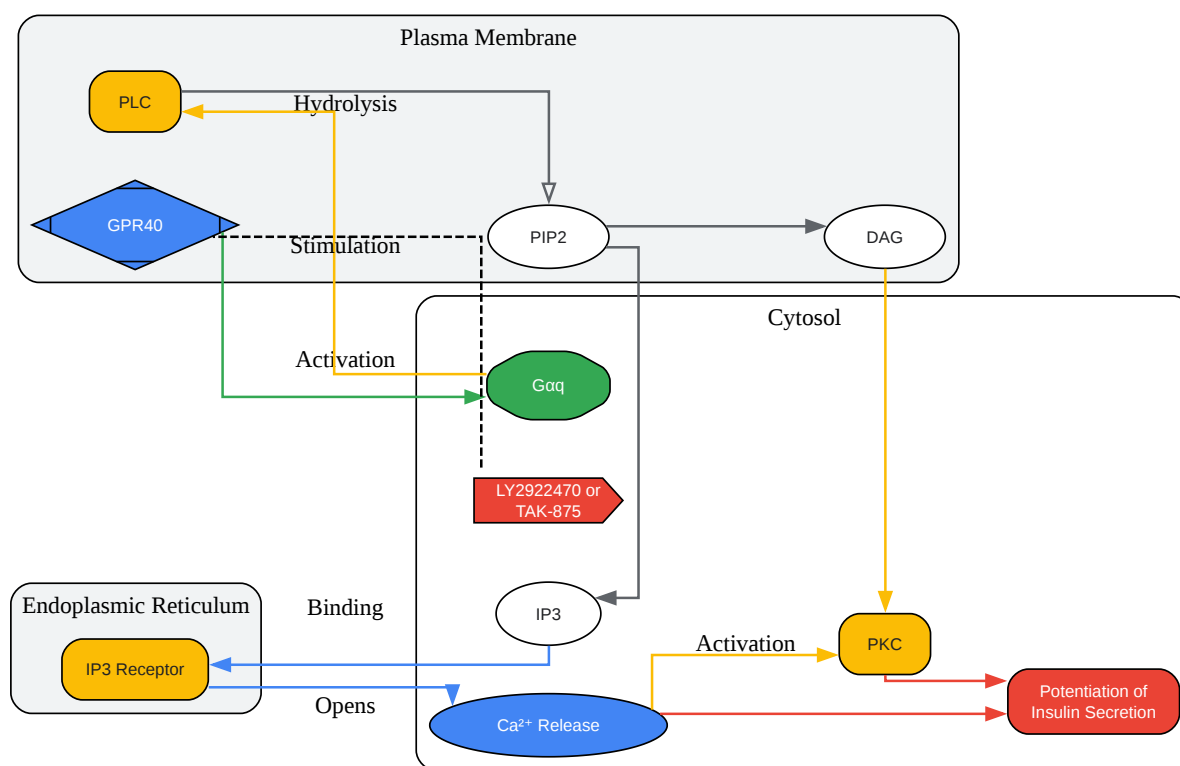 Plasma Membrane
PLC
Hydrolysis
GPR40
Stimulation
PIP2
DAG
Cytosol
Activation
Gαq
LY2922470 or
TAK-875
Endoplasmic Reticulum
Binding
IP3
IP3 Receptor
Activation
PKC
Opens
Ca²⁺ Release
Potentiation of
Insulin Secretion